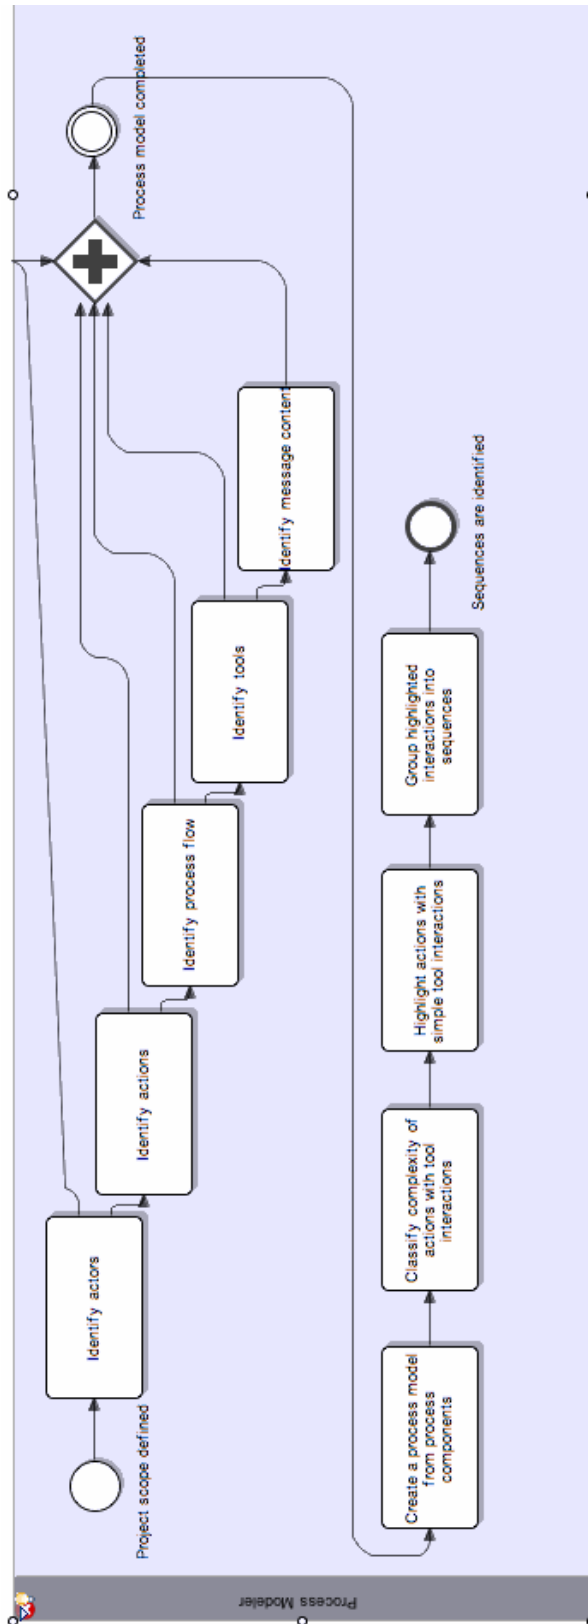 Process Modeler
Project scope defined
Identify actors
Identify actions
Identify process flow
Identify tools
Identify message content
Process model completed
Create a process model
from process
components
Classify complexity of
actions with tool
interactions
Highlight actions with
simple tool interactions
Group highlighted
interactions into
sequences
Sequences are identified